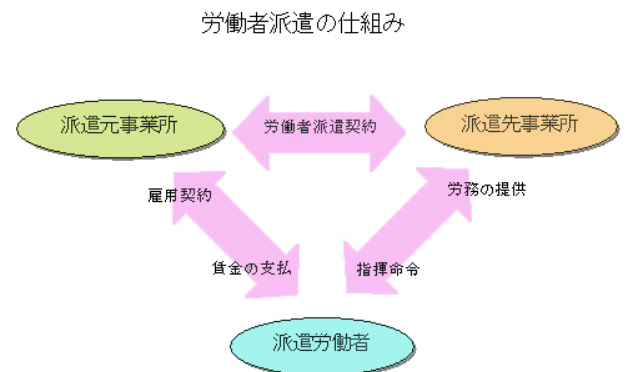 労働者派遣の仕組み
派遣元事業所
労働者派遣契約
派遣先事業所
雇用契約
労務の提供
賃金の支払
指揮命令
派遣労働者